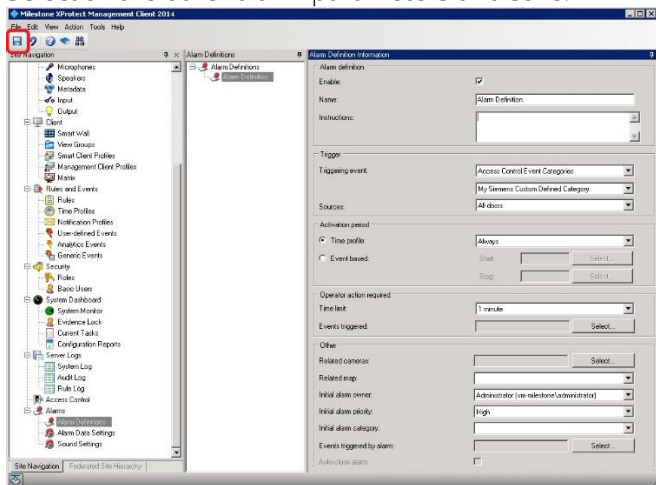 Milestone XProtect Management Client 2014
File Edit View Action Tools Help
Site Navigation
Microphones
Speakers
Metadata
Input
Output
Client
Smart Wall
View Groups
Smart Client Profiles
Management Client Profiles
Matrix
Rules and Events
Rules
Time Profiles
Notification Profiles
User-defined Events
Analytics Events
Generic Events
Security
Roles
Basic Users
System Dashboard
System Monitor
Evidence Lock
Current Tasks
Configuration Reports
Server Logs
System Log
Audit Log
Rule Log
Access Control
Alarms
Alarm Definitions
Alarm Data Settings
Sound Settings
Site Navigation Federated Site Hierarchy
Alarm Definitions
Alarm Definitions
Alarm Definition
Alarm Definition Information
Alarm definition
Enable:
Name: Alarm Definition
Instructions:
Trigger
Triggering event: Access Control Event Categories
My Siemens Custom Defined Category
Sources: All doors
Activation period
Time profile: Always
Event based: Start: Select...
Stop: Select...
Operator action required
Time limit: 1 minute
Events triggered: Select...
Other
Related cameras: Select...
Related map:
Initial alarm owner: Administrator (vm-milestone\administrator)
Initial alarm priority: High
Initial alarm category:
Events triggered by alarm: Select...
Auto-close alarm: